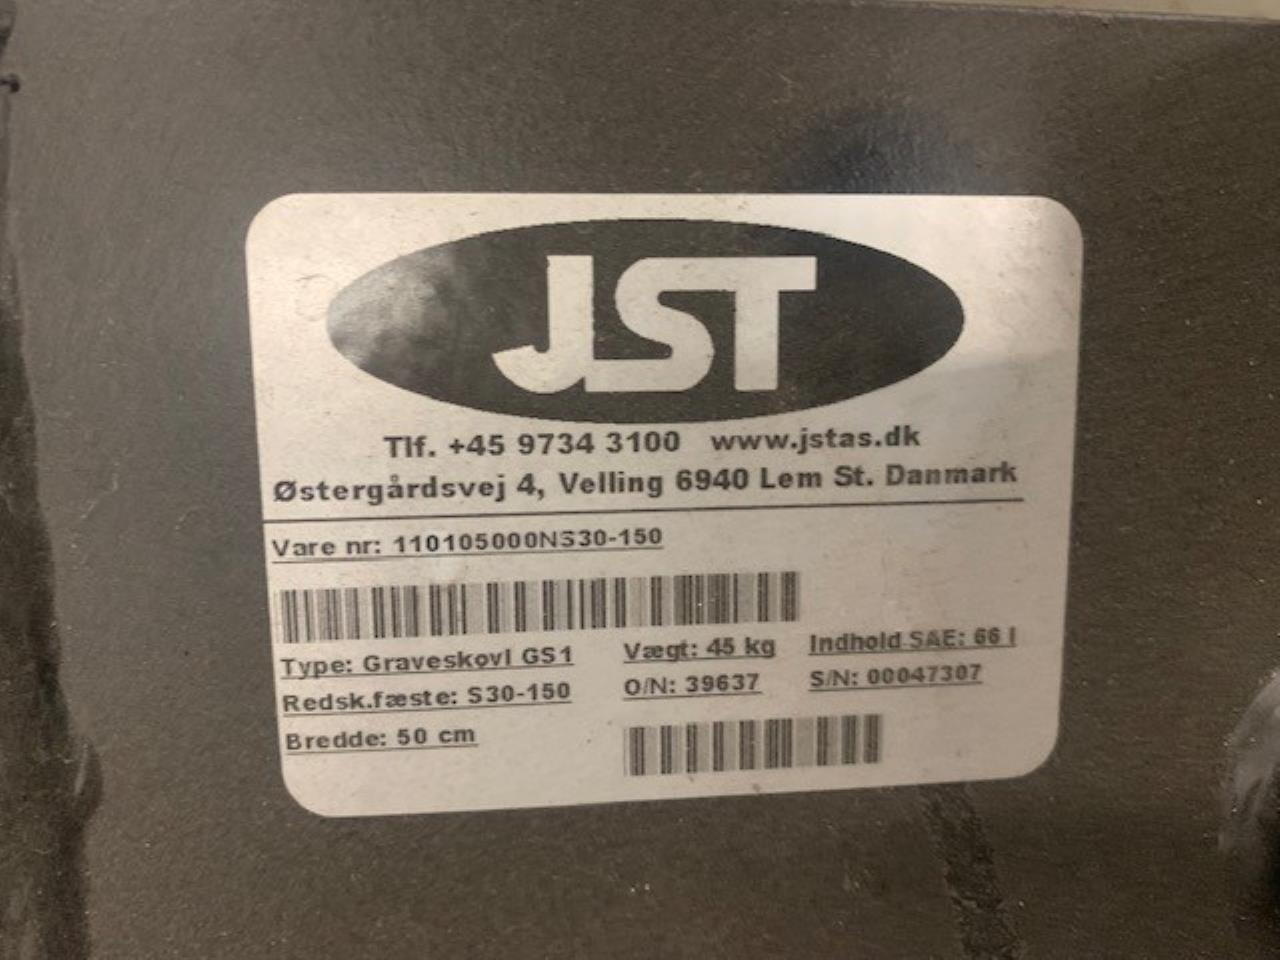 JST
Tlf. +45 9734 3100 www.jstas.dk
Østergårdsvej 4, Velling 6940 Lem St. Danmark
Vare nr: 110105000NS30-150
Type: Graveskovl GS1 Vægt: 45 kg Indhold SAE: 66 l
Redsk.fæste: S30-150 O/N: 39637 S/N: 00047307
Bredde: 50 cm